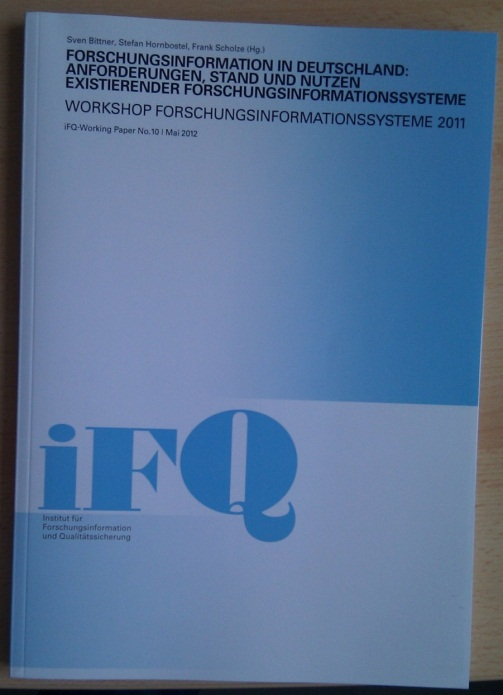 Sven Bittner, Stefan Hornbostel, Frank Scholze (Hg.)
FORSCHUNGSINFORMATION IN DEUTSCHLAND:
ANFORDERUNGEN, STAND UND NUTZEN
EXISTIERENDER FORSCHUNGSINFORMATIONSSYSTEME
WORKSHOP FORSCHUNGSINFORMATIONSSYSTEME 2011
iFQ-Working Paper No.10 | Mai 2012
iFQ
Institut für
Forschungsinformation
und Qualitätssicherung